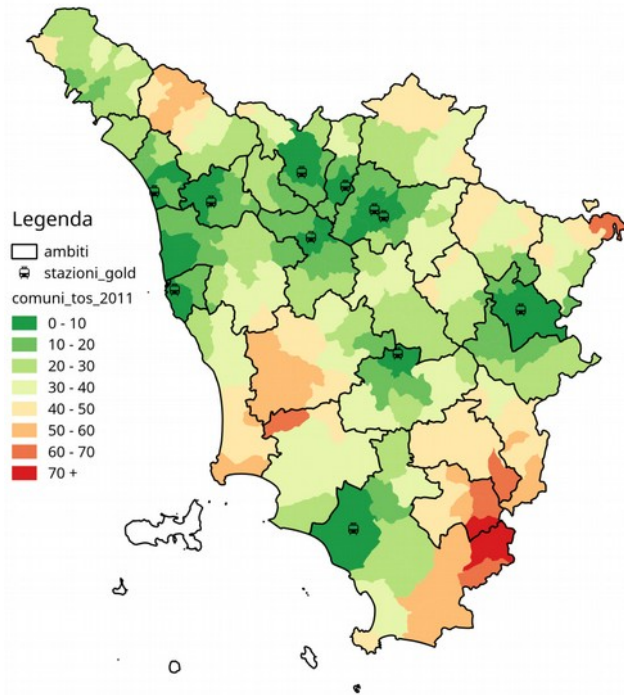 Legenda
ambiti
stazioni_gold
comuni_tos_2011
0 - 10
10 - 20
20 - 30
30 - 40
40 - 50
50 - 60
60 - 70
70 +